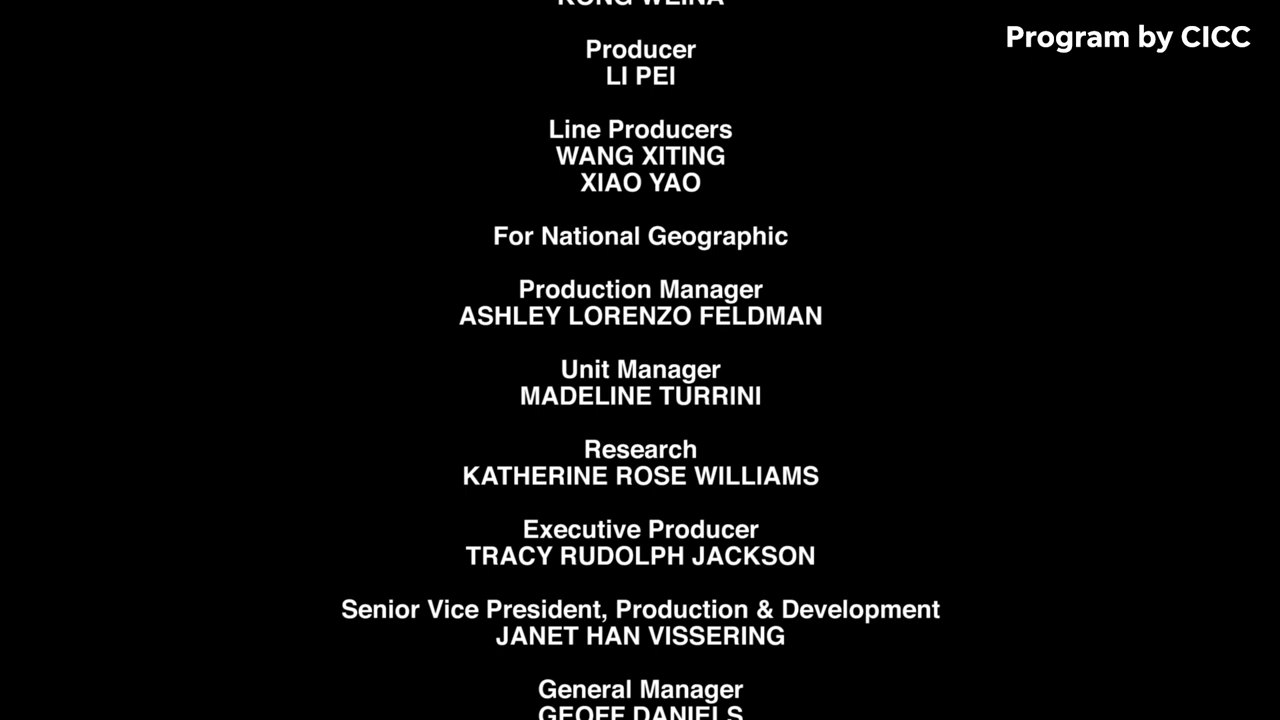 KONG WEINA
Program by CICC
Producer
LI PEI
Line Producers
WANG XITING
XIAO YAO
For National Geographic
Production Manager
ASHLEY LORENZO FELDMAN
Unit Manager
MADELINE TURRINI
Research
KATHERINE ROSE WILLIAMS
Executive Producer
TRACY RUDOLPH JACKSON
Senior Vice President, Production & Development
JANET HAN VISSERING
General Manager
GEOFF DANIELS